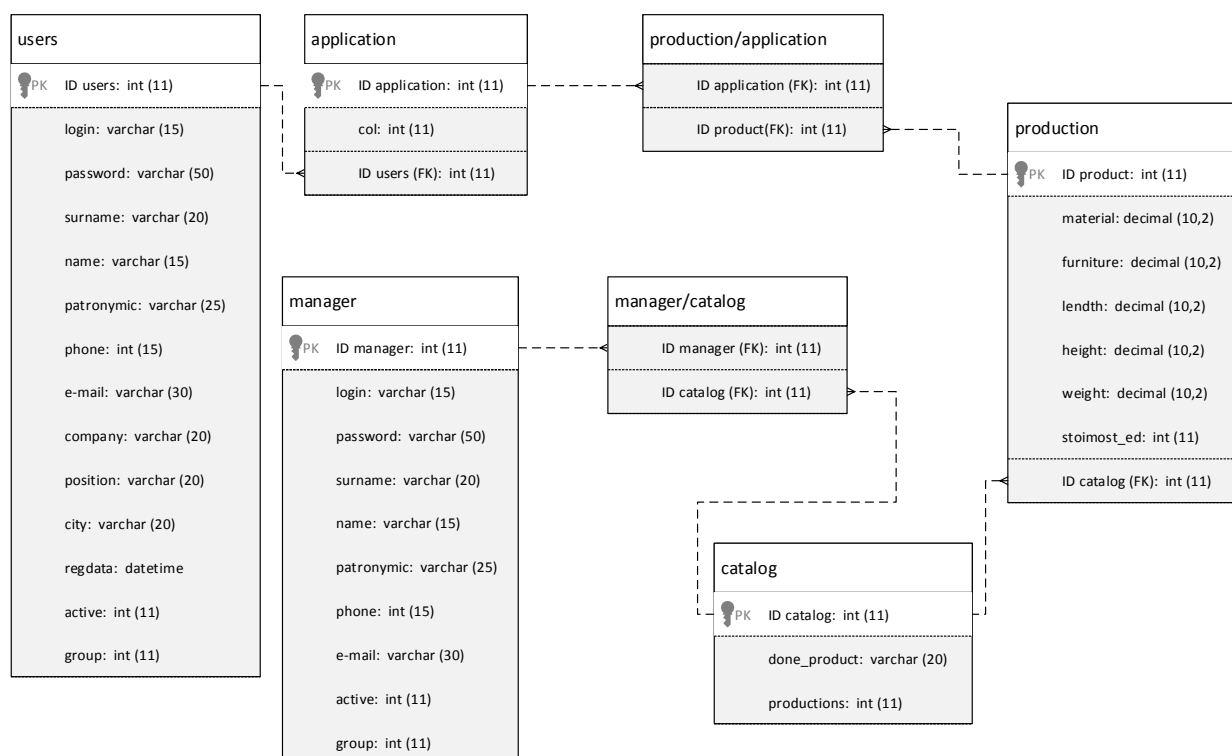 users
PK ID users: int (11)
login: varchar (15)
password: varchar (50)
surname: varchar (20)
name: varchar (15)
patronymic: varchar (25)
phone: int (15)
e-mail: varchar (30)
company: varchar (20)
position: varchar (20)
city: varchar (20)
regdata: datetime
active: int (11)
group: int (11)
application
PK ID application: int (11)
col: int (11)
ID users (FK): int (11)
production/application
ID application (FK): int (11)
ID product(FK): int (11)
production
PK ID product: int (11)
material: decimal (10,2)
furniture: decimal (10,2)
lendth: decimal (10,2)
height: decimal (10,2)
weight: decimal (10,2)
stoimost_ed: int (11)
ID catalog (FK): int (11)
manager
PK ID manager: int (11)
login: varchar (15)
password: varchar (50)
surname: varchar (20)
name: varchar (15)
patronymic: varchar (25)
phone: int (15)
e-mail: varchar (30)
active: int (11)
group: int (11)
manager/catalog
ID manager (FK): int (11)
ID catalog (FK): int (11)
catalog
PK ID catalog: int (11)
done_product: varchar (20)
productions: int (11)